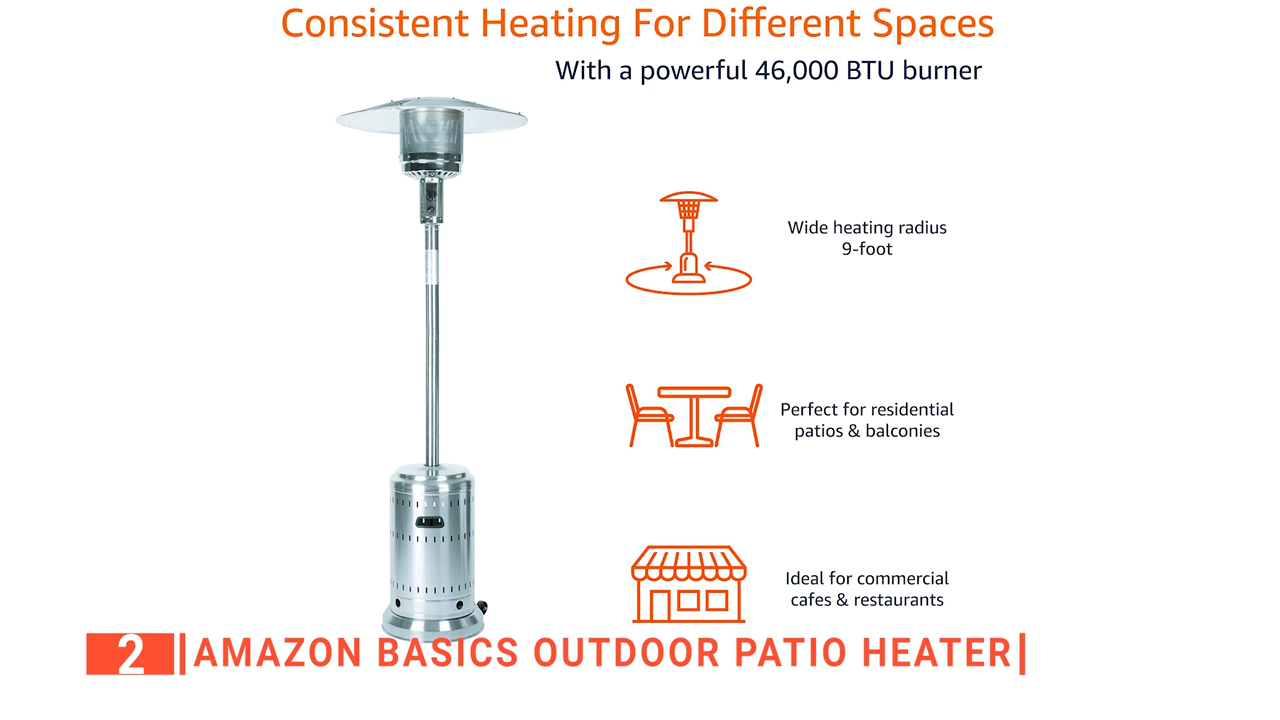 Consistent Heating For Different Spaces
With a powerful 46,000 BTU burner
Wide heating radius
9-foot
Perfect for residential
patios & balconies
Ideal for commercial
cafes & restaurants
2 AMAZON BASICS OUTDOOR PATIO HEATER